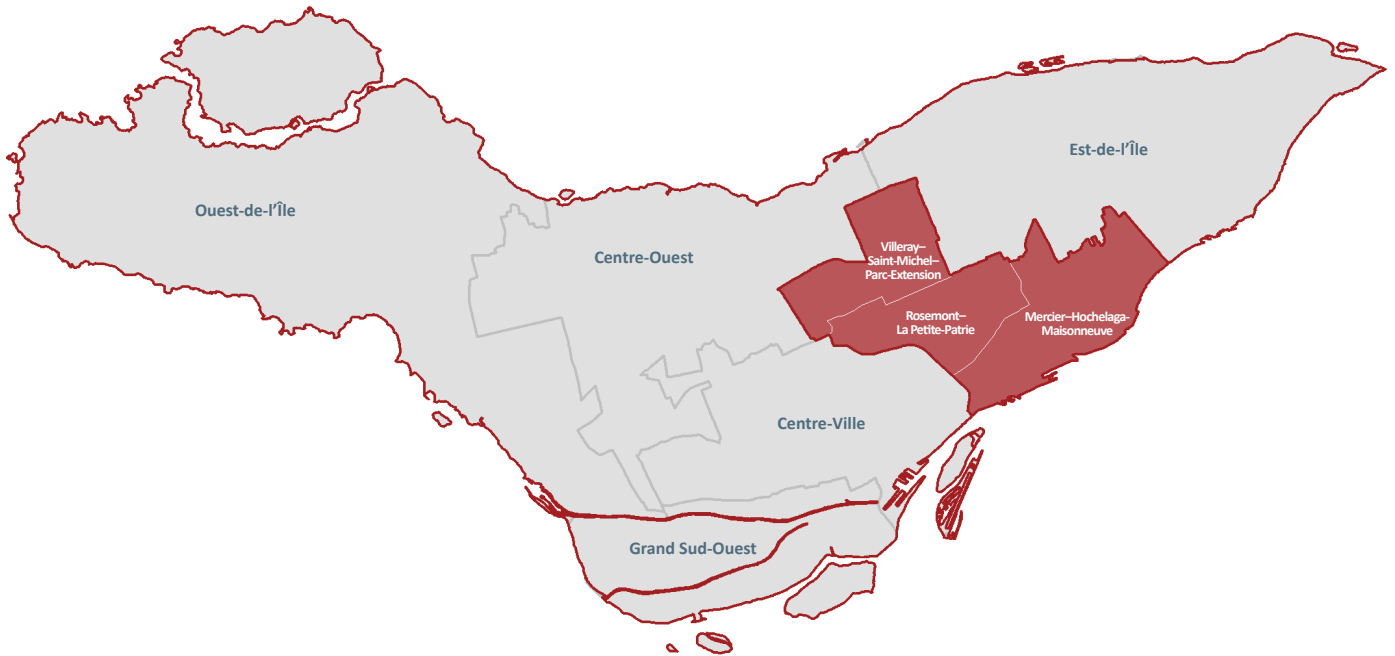 Est-de-l'Île
Ouest-de-l'Île
Centre-Ouest
Villeray–
Saint-Michel–
Parc-Extension
Rosemont–
La Petite-Patrie
Mercier–Hochelaga-
Maisonneuve
Centre-Ville
Grand Sud-Ouest